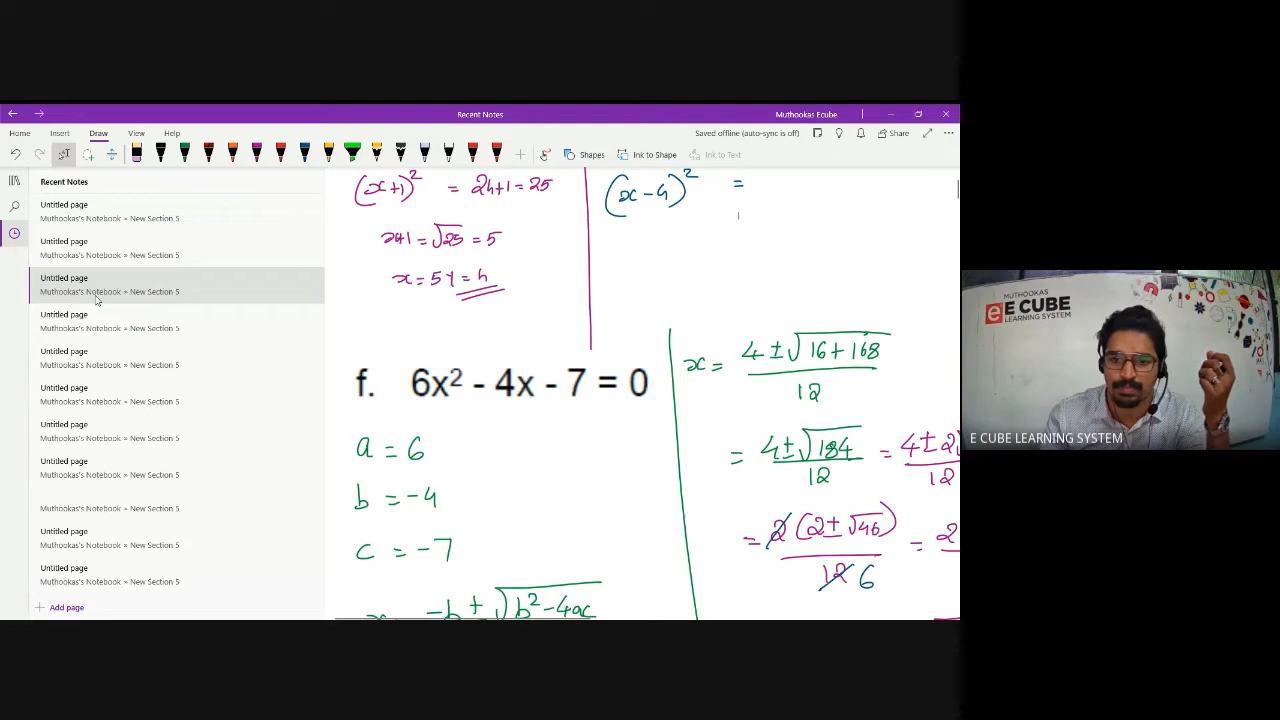 Recent Notes
Muthookas Ecube
Home Insert Draw View Help
Saved offline (auto-sync is off)
Share
Shapes
Ink to Shape
Ink to Text
Recent Notes
Untitled page
Muthookas's Notebook » New Section 5
Untitled page
Muthookas's Notebook » New Section 5
Untitled page
Muthookas's Notebook » New Section 5
Untitled page
Muthookas's Notebook » New Section 5
Untitled page
Muthookas's Notebook » New Section 5
Untitled page
Muthookas's Notebook » New Section 5
Untitled page
Muthookas's Notebook » New Section 5
Untitled page
Muthookas's Notebook » New Section 5
Muthookas's Notebook » New Section 5
Untitled page
Muthookas's Notebook » New Section 5
Untitled page
Muthookas's Notebook » New Section 5
Add page
(x+1)² = 24+1 = 25
x+1 = √25 = 5
x = 5 = 4
(x-4)² =
f. 6x² - 4x - 7 = 0
a = 6
b = -4
c = -7
-b ± √b² - 4ac
x = 4 ± √16 + 168
12
= 4 ± √184 = 4 ± 2√
12 12
= 2 (2 ± √46) = 2
12 6
MUTHOOKAS
E CUBE
LEARNING SYSTEM
E CUBE LEARNING SYSTEM